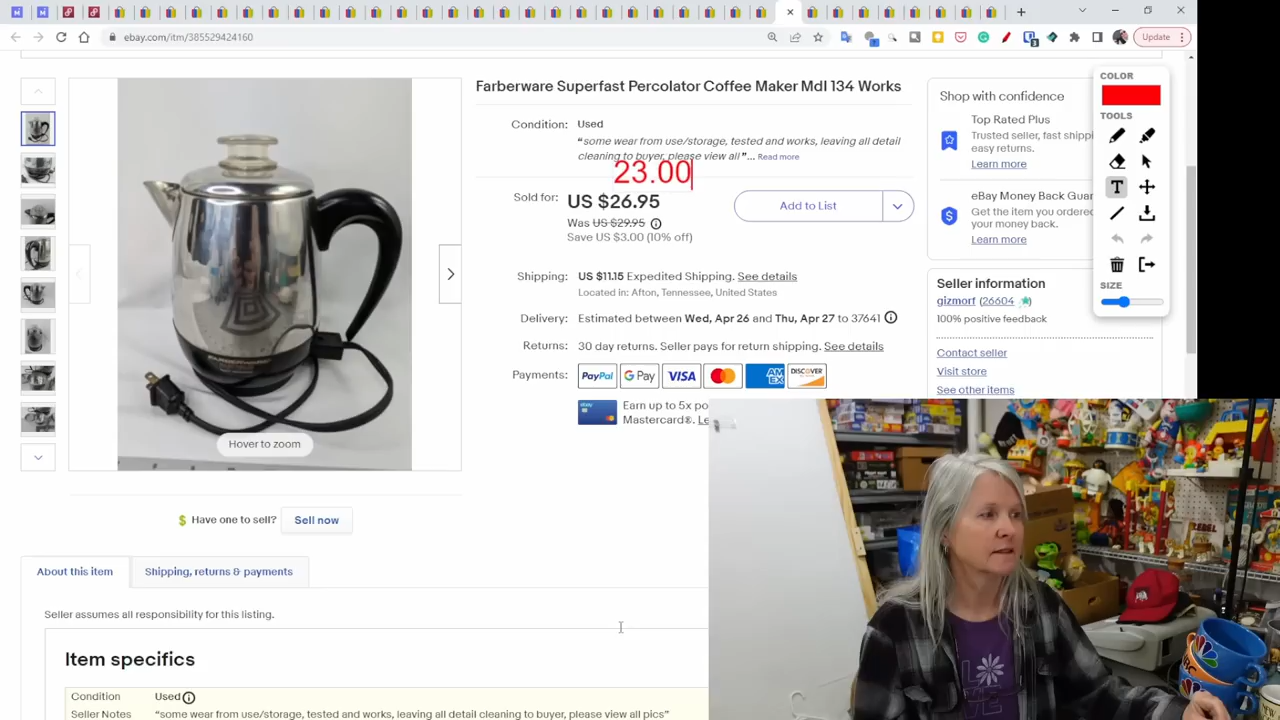 Update
ebay.com/itm/385529424160
Farberware Superfast Percolator Coffee Maker Mdl 134 Works
Condition:
Used
“some wear from use/storage, tested and works, leaving all detail
cleaning to buyer, please view all ”... Read more
23.00
Sold for:
US $26.95
Was US $29.95
Save US $3.00 (10% off)
Add to List
Shipping:
US $11.15 Expedited Shipping. See details
Located in: Afton, Tennessee, United States
Delivery:
Estimated between Wed, Apr 26 and Thu, Apr 27 to 37641
Returns:
30 day returns. Seller pays for return shipping. See details
Payments:
PayPal
G Pay
VISA
AMEX
DISCOVER
Earn up to 5x po
Mastercard®. Le
Shop with confidence
Top Rated Plus
Trusted seller, fast shippi
easy returns.
Learn more
eBay Money Back Guar
Get the item you ordered
your money back.
Learn more
Seller information
gizmorf (26604
100% positive feedback
Contact seller
Visit store
See other items
COLOR
TOOLS
T
SIZE
FARBERWARE
Hover to zoom
Have one to sell?
Sell now
About this item
Shipping, returns & payments
Seller assumes all responsibility for this listing.
Item specifics
Condition
Used
Seller Notes
“some wear from use/storage, tested and works, leaving all detail cleaning to buyer, please view all pics”